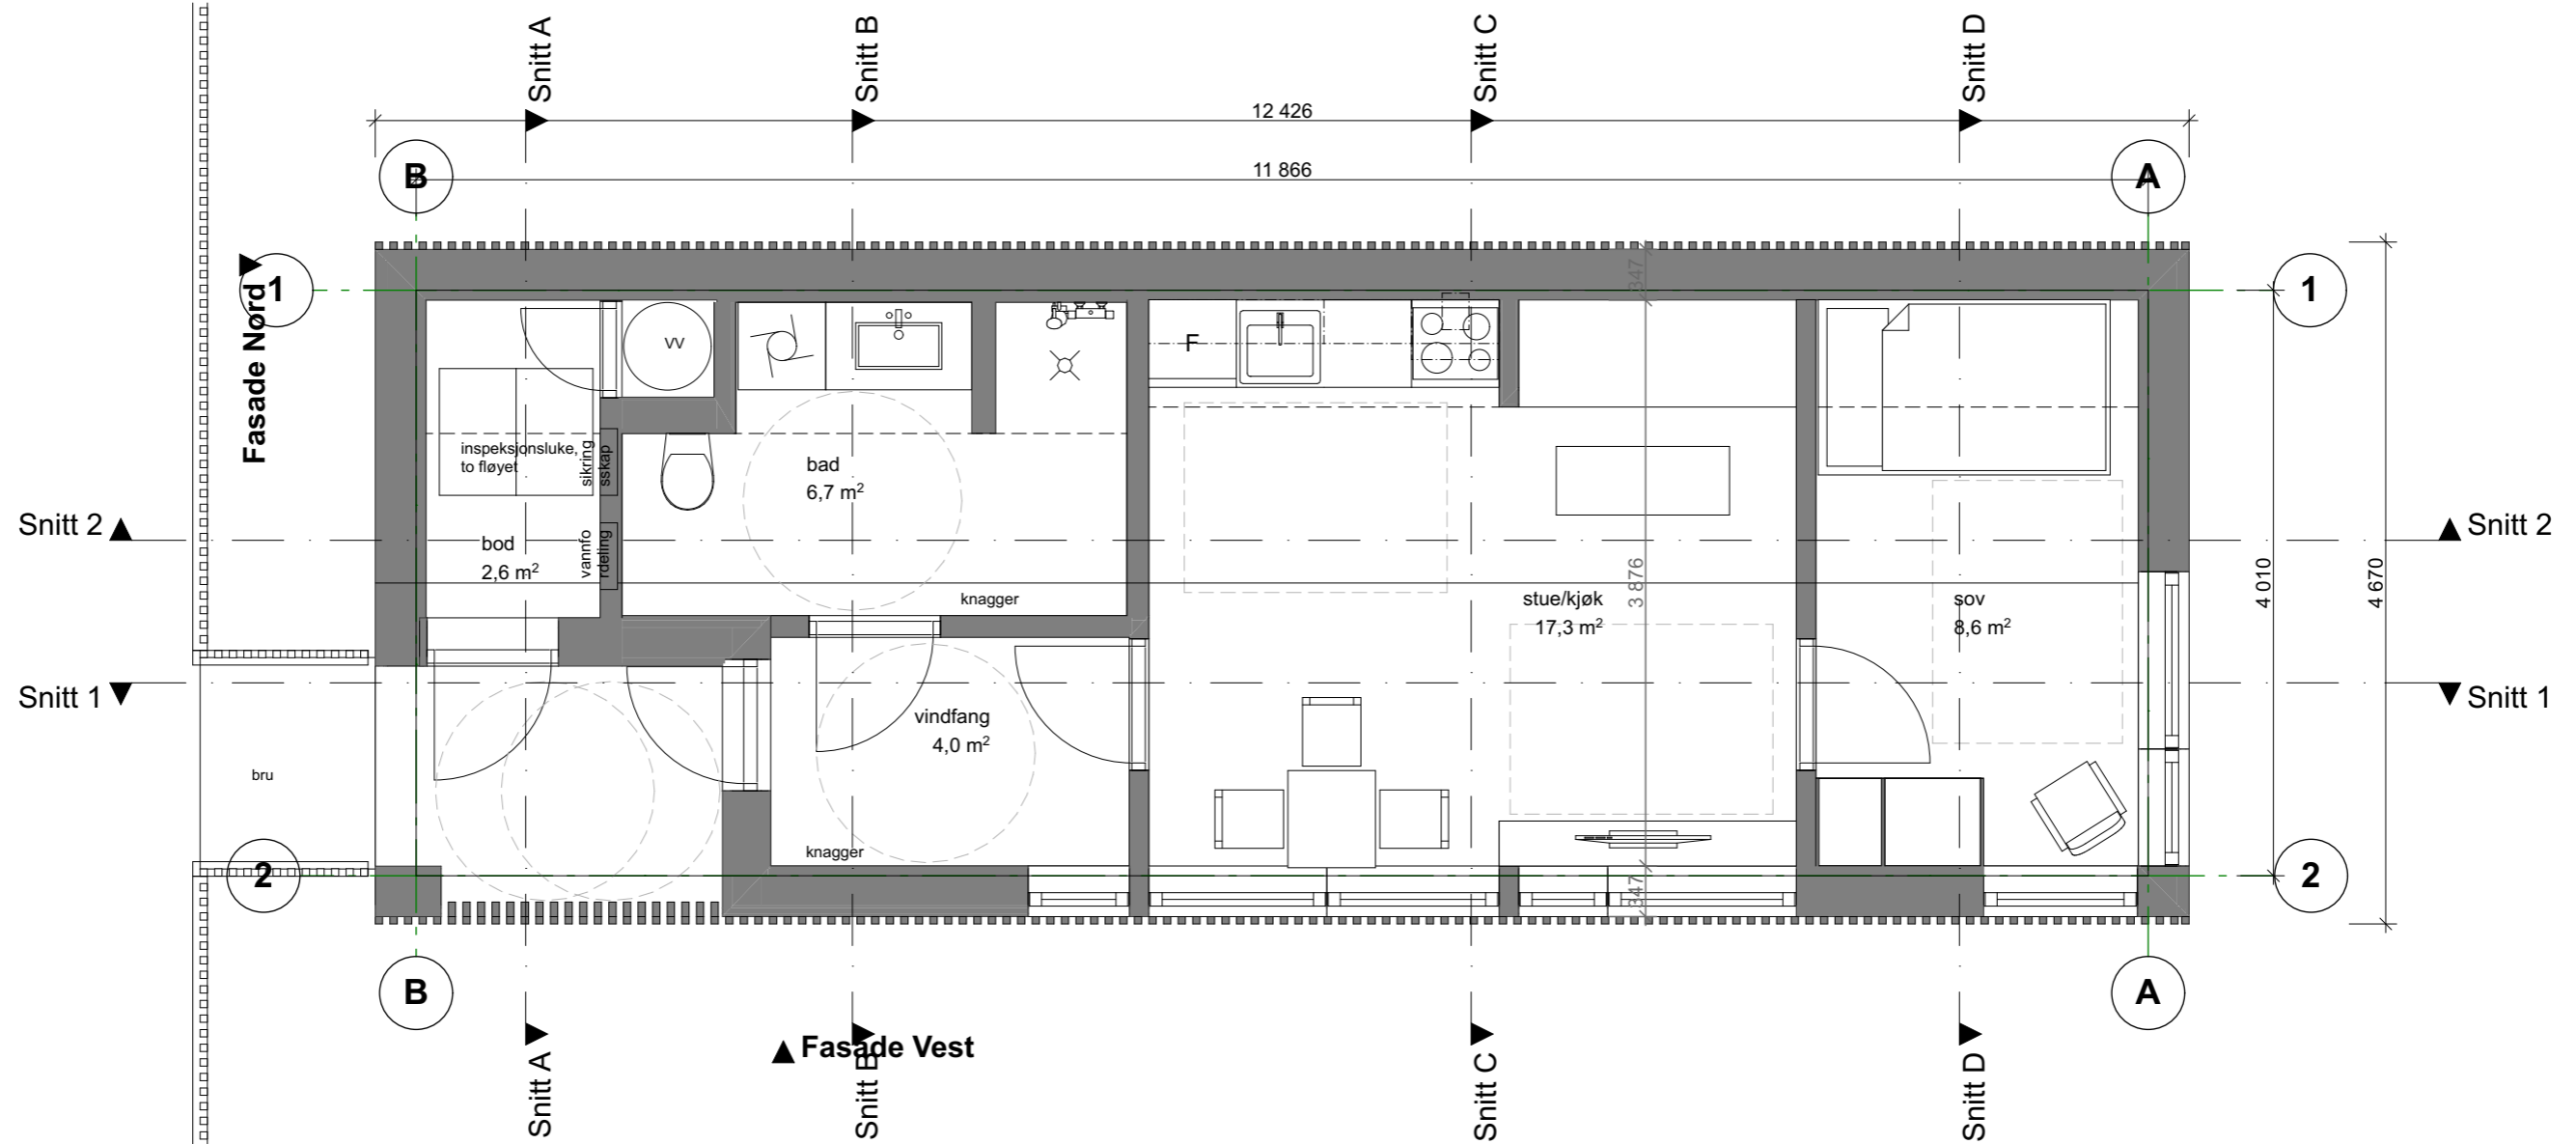 Snitt A
Snitt B
Snitt C
Snitt D
12 426
11 866
B
A
Fasade Nord
1
1
347
VV
F
inspeksjonsluke,
to fløyet
sikring
sskap
bad
6,7 m²
Snitt 2
Snitt 2
bod
2,6 m²
vannfo
rdeling
knagger
stue/kjøk
17,3 m²
3 876
sov
8,6 m²
4 010
4 670
Snitt 1
Snitt 1
vindfang
4,0 m²
bru
knagger
2
2
347
B
A
Fasade Vest
Snitt A
Snitt B
Snitt C
Snitt D